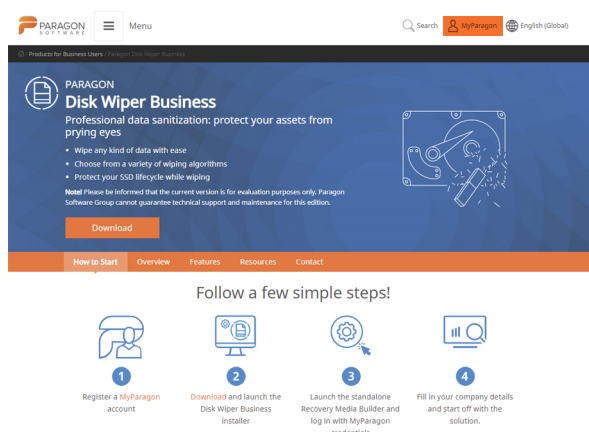 PARAGON
SOFTWARE
Menu
Search
MyParagon
English (Global)
Products for Business Users / Paragon Disk Wiper Business
PARAGON
Disk Wiper Business
Professional data sanitization: protect your assets from
prying eyes
• Wipe any kind of data with ease
• Choose from a variety of wiping algorithms
• Protect your SSD lifecycle while wiping
Note! Please be informed that the current version is for evaluation purposes only. Paragon
Software Group cannot guarantee technical support and maintenance for this edition.
Download
How to Start Overview Features Resources Contact
Follow a few simple steps!
1
Register a MyParagon
account
2
Download and launch the
Disk Wiper Business
installer
3
Launch the standalone
Recovery Media Builder and
log in with MyParagon
credentials
4
Fill in your company details
and start off with the
solution.